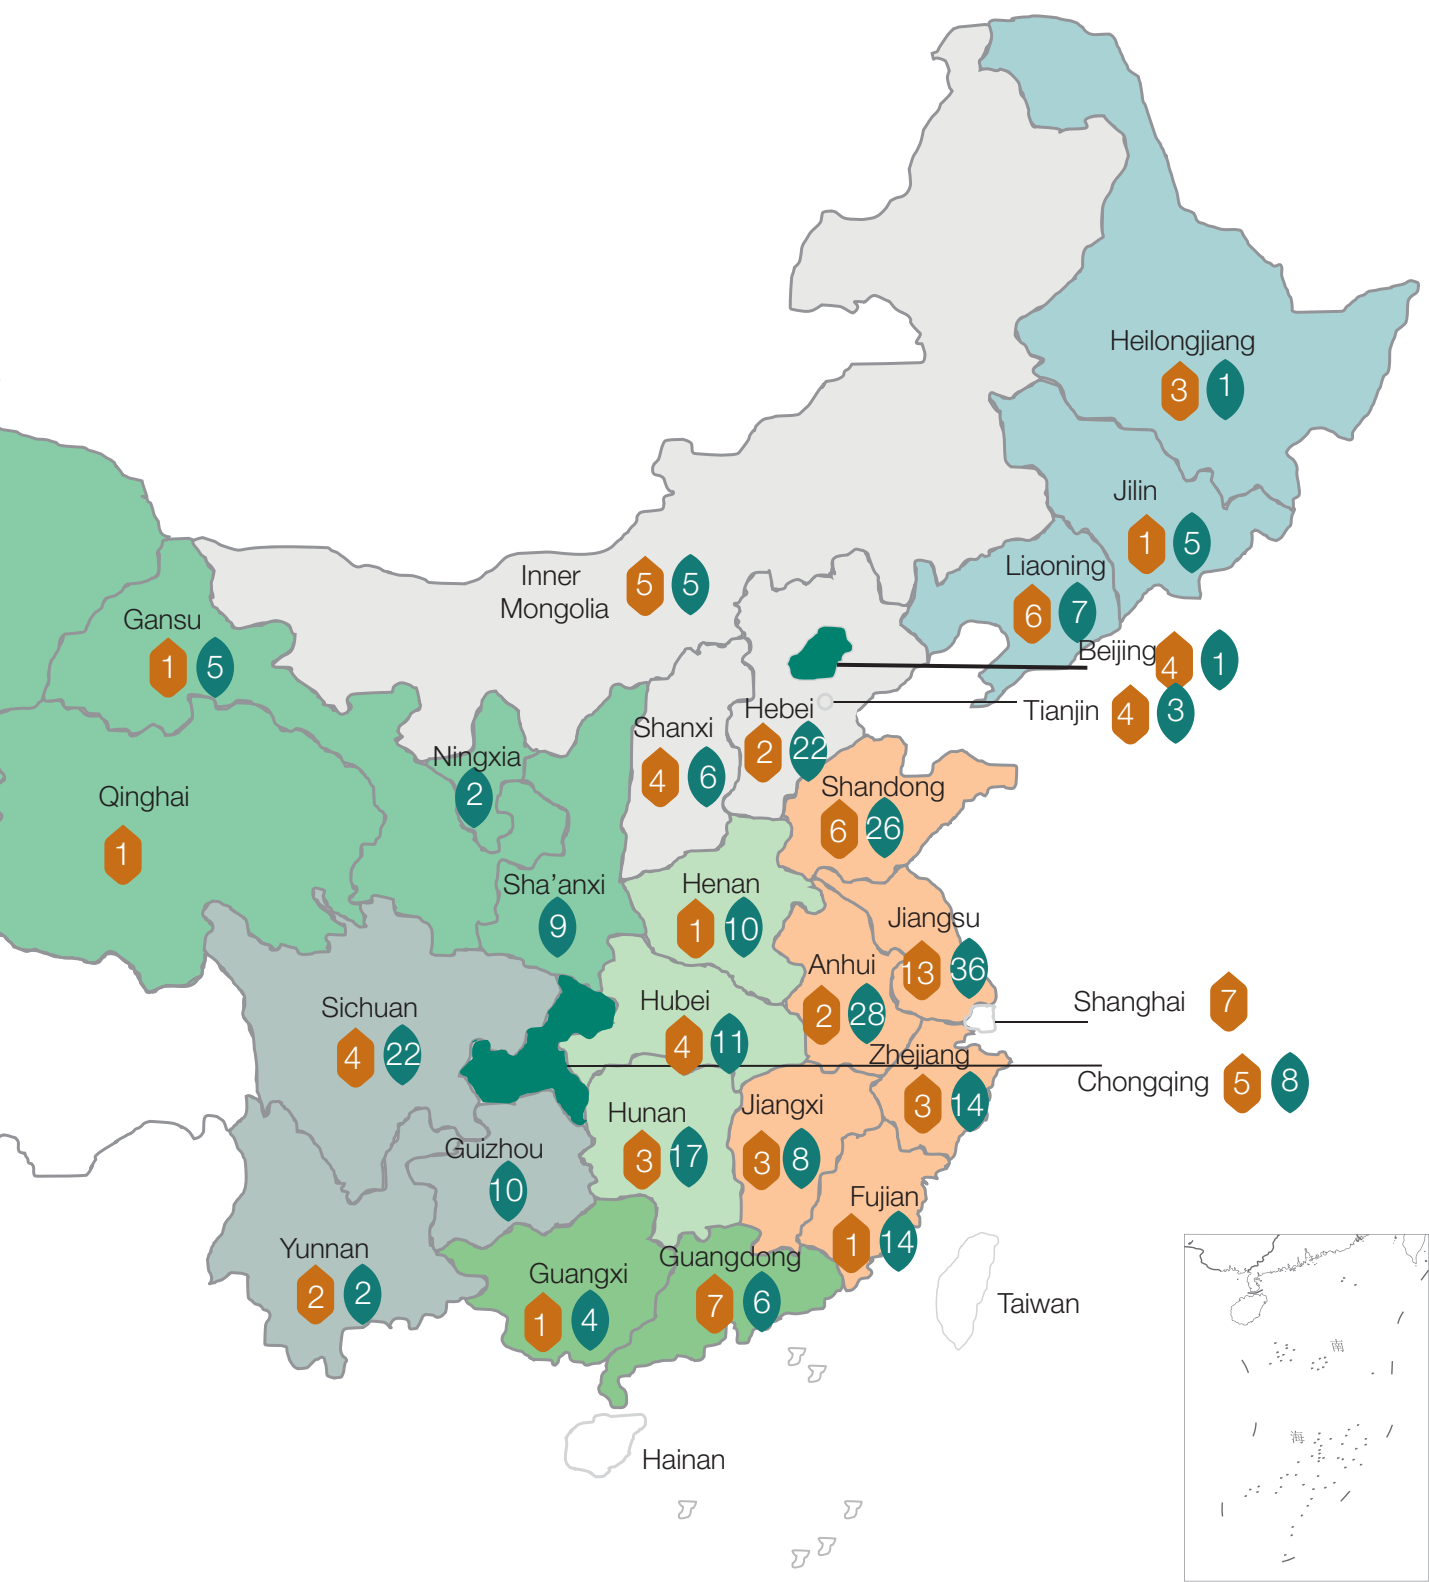 Heilongjiang
3 1
Jilin
1 5
Liaoning
6 7
Inner
Mongolia
5 5
Gansu
1 5
Beijing
4 1
Tianjin
4 3
Hebei
2 22
Shanxi
4 6
Ningxia
2
Qinghai
1
Shandong
6 26
Sha’anxi
9
Henan
1 10
Jiangsu
13 36
Anhui
2 28
Shanghai
7
Sichuan
4 22
Hubei
4 11
Zhejiang
3 14
Chongqing
5 8
Hunan
3 17
Jiangxi
3 8
Guizhou
10
Fujian
1 14
Yunnan
2 2
Guangxi
1 4
Guangdong
7 6
Taiwan
Hainan
南
海